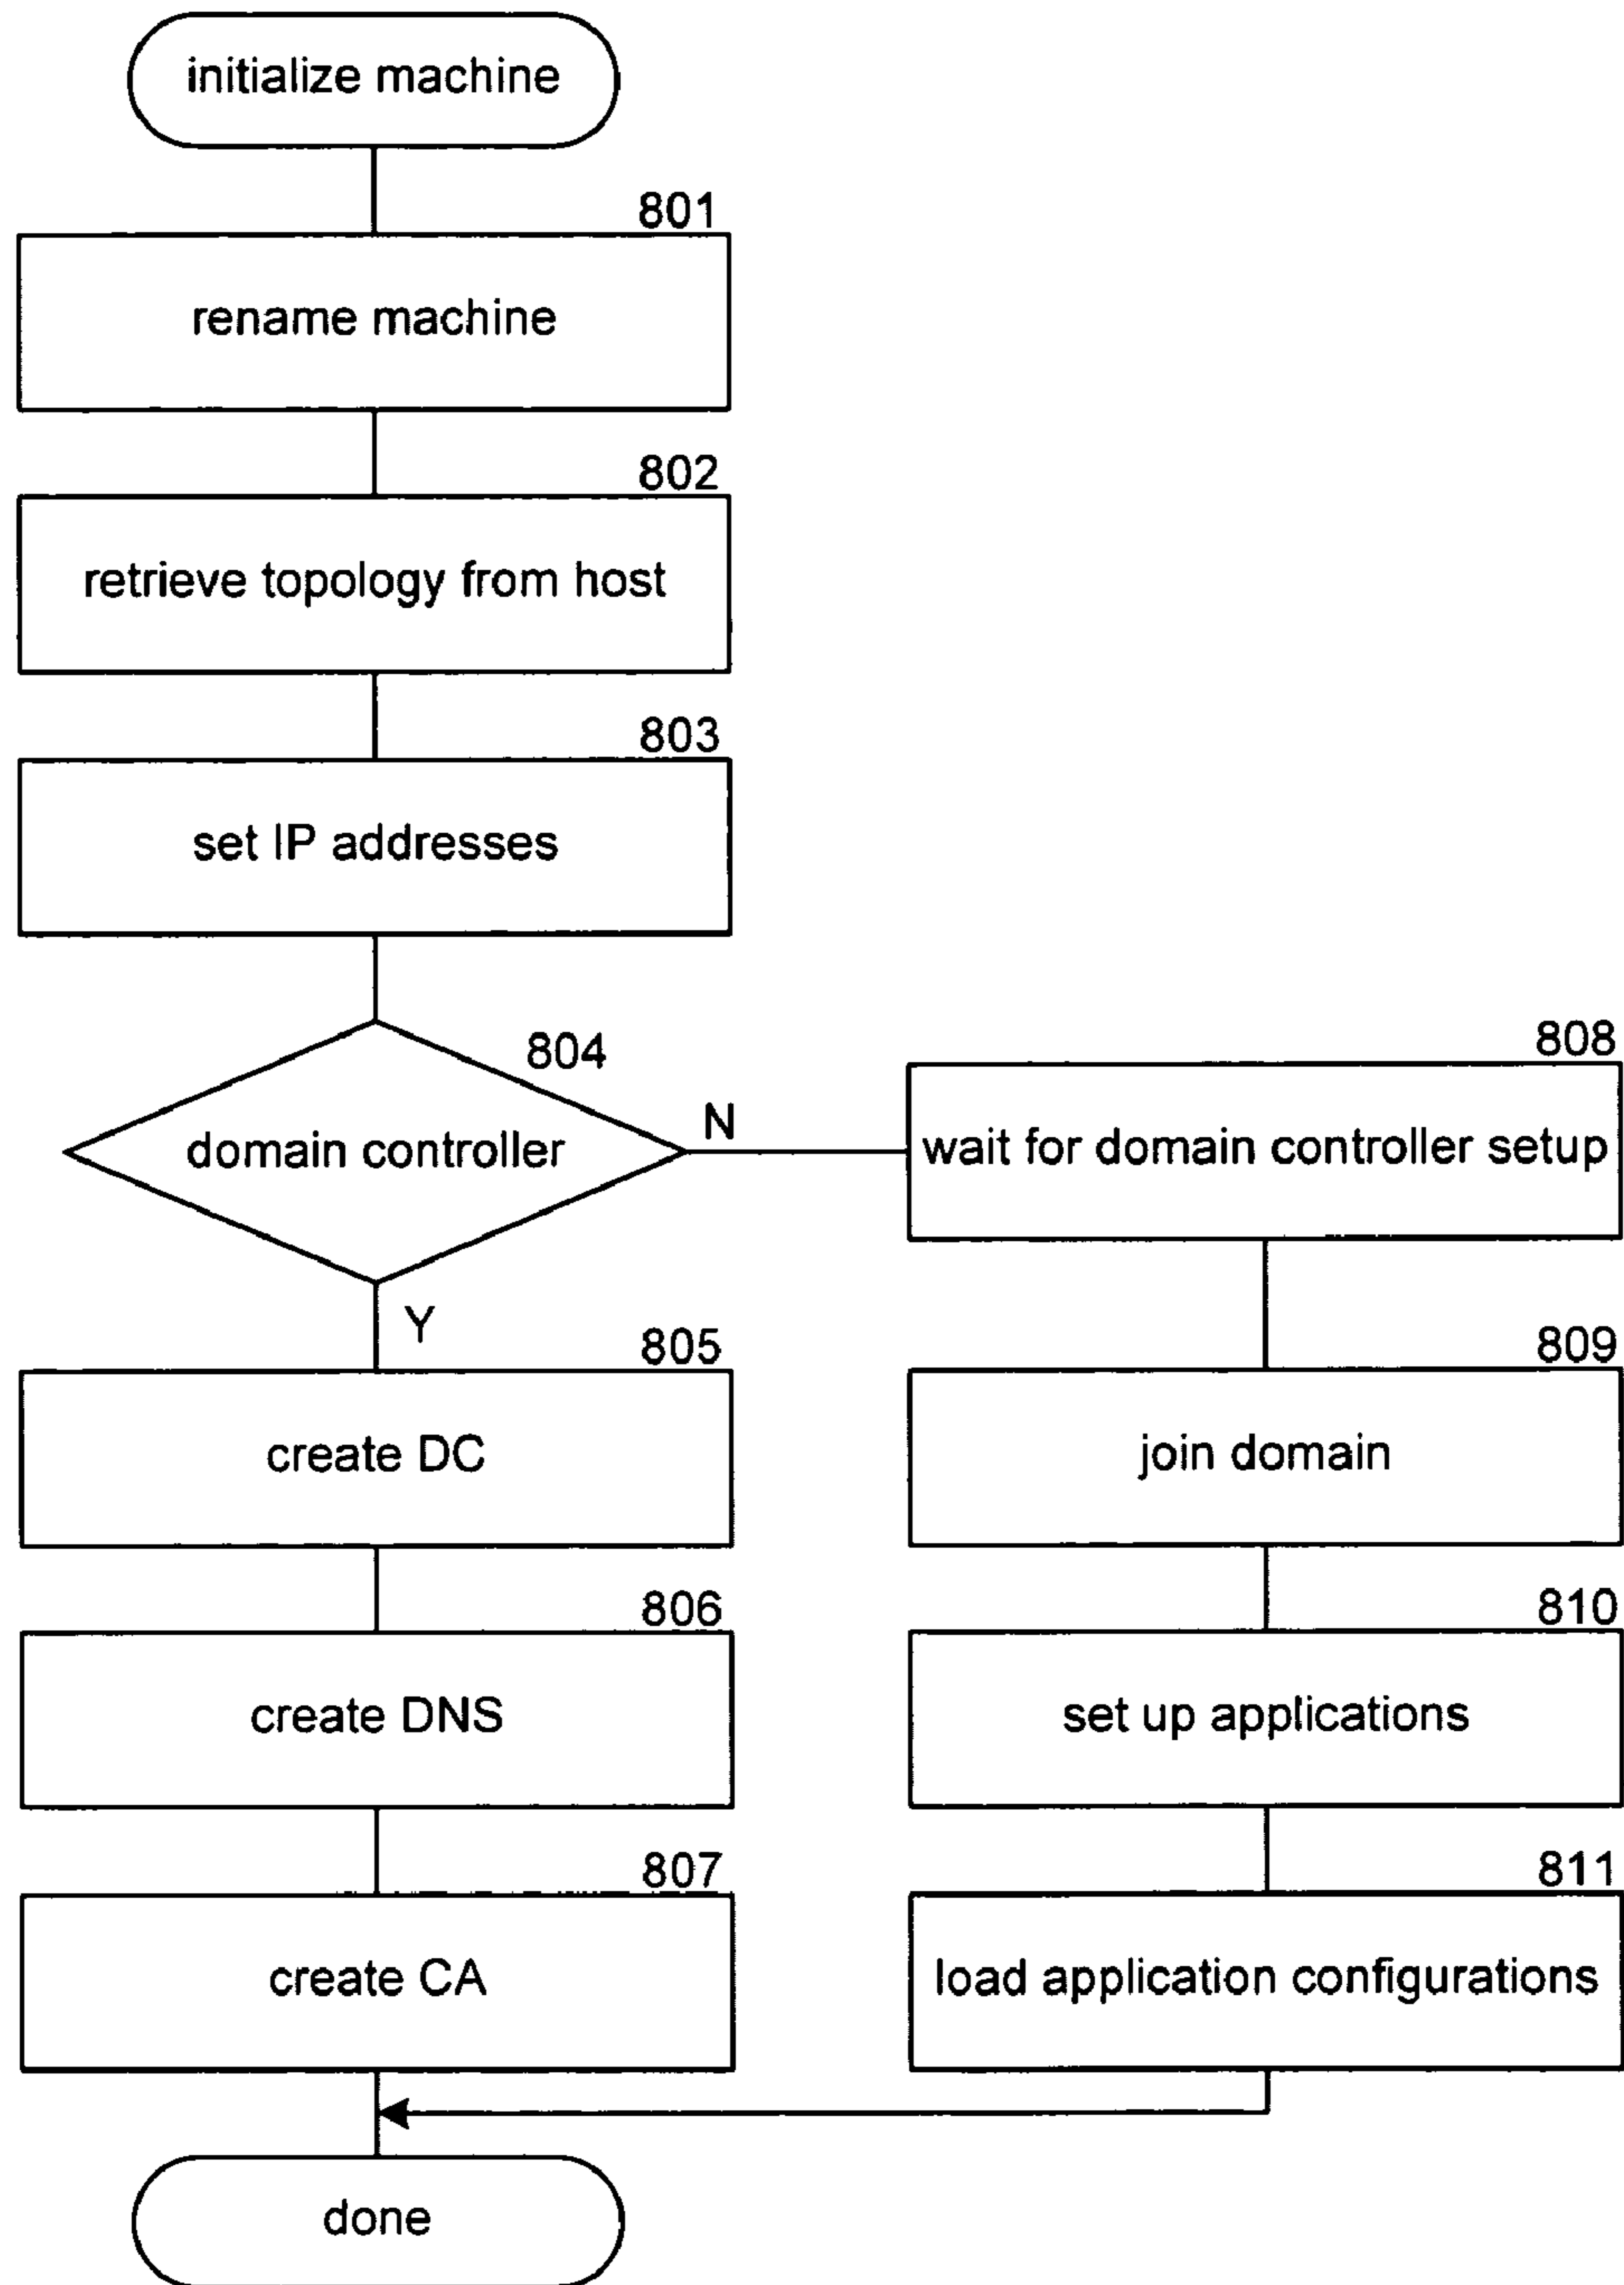 initialize machine
801
rename machine
802
retrieve topology from host
803
set IP addresses
804
domain controller
N
Y
805
create DC
806
create DNS
807
create CA
808
wait for domain controller setup
809
join domain
810
set up applications
811
load application configurations
done